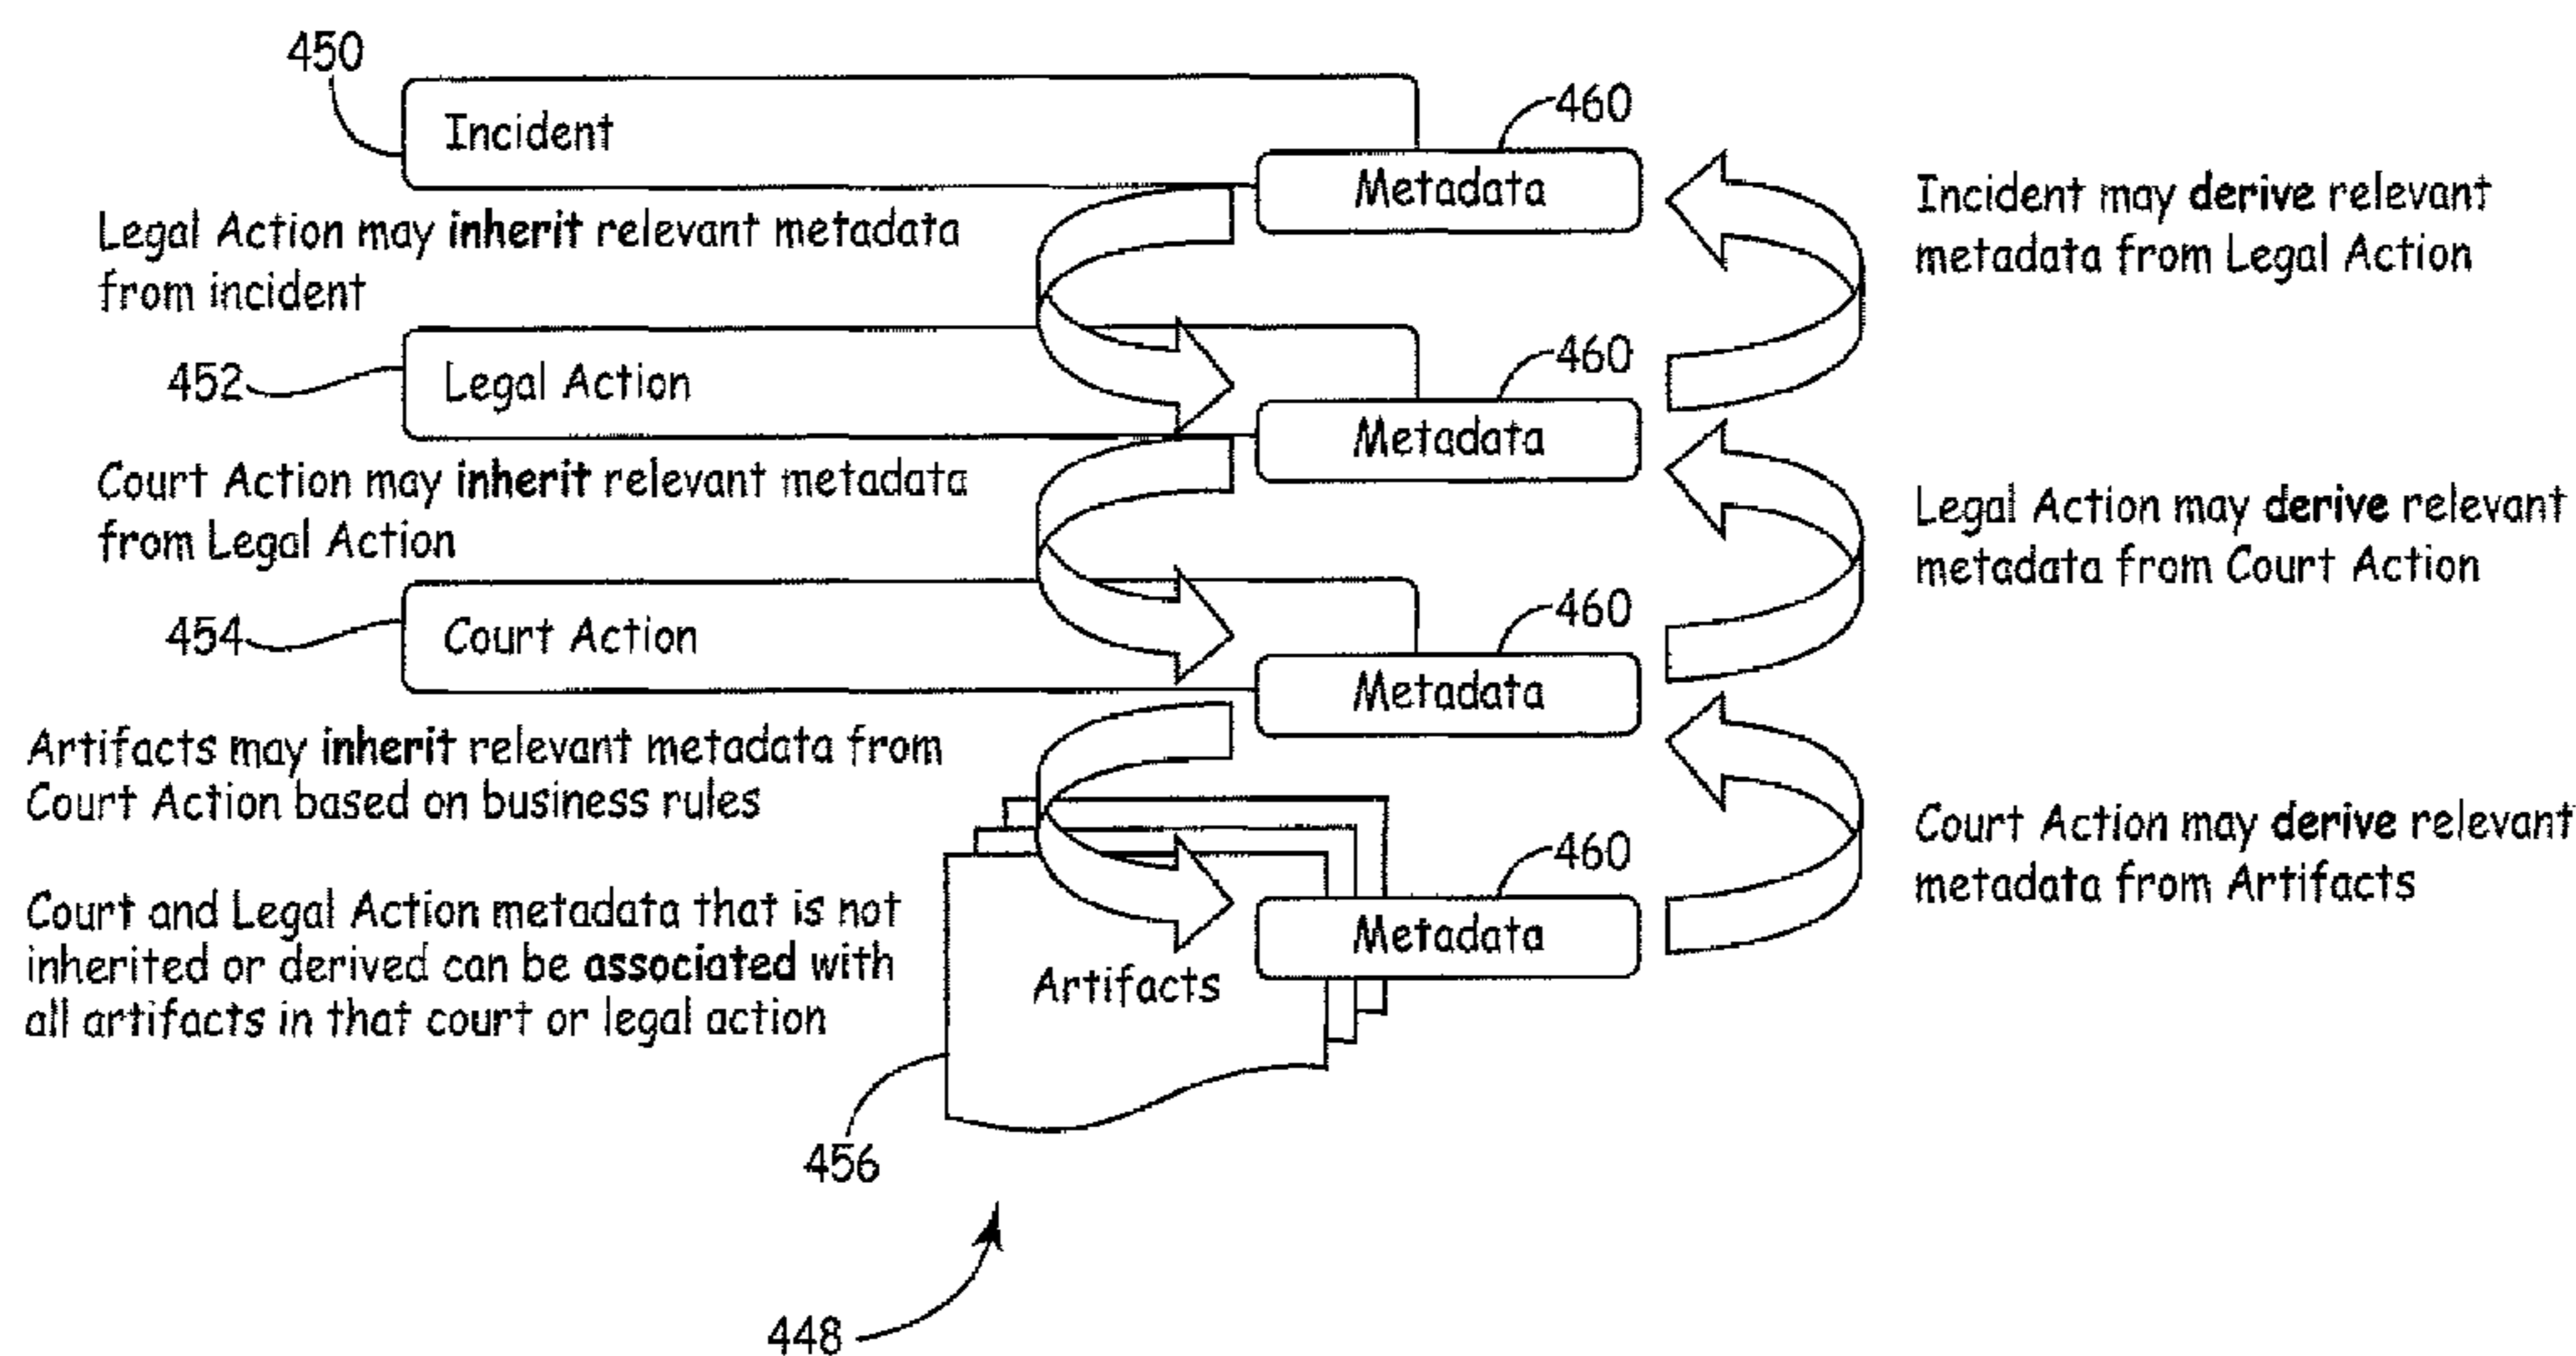 450
Incident
460
Metadata
Legal Action may inherit relevant metadata
from incident
Incident may derive relevant
metadata from Legal Action
452
Legal Action
460
Metadata
Court Action may inherit relevant metadata
from Legal Action
Legal Action may derive relevant
metadata from Court Action
454
Court Action
460
Metadata
Artifacts may inherit relevant metadata from
Court Action based on business rules
Court Action may derive relevant
metadata from Artifacts
460
Metadata
Court and Legal Action metadata that is not
inherited or derived can be associated with
all artifacts in that court or legal action
Artifacts
456
448